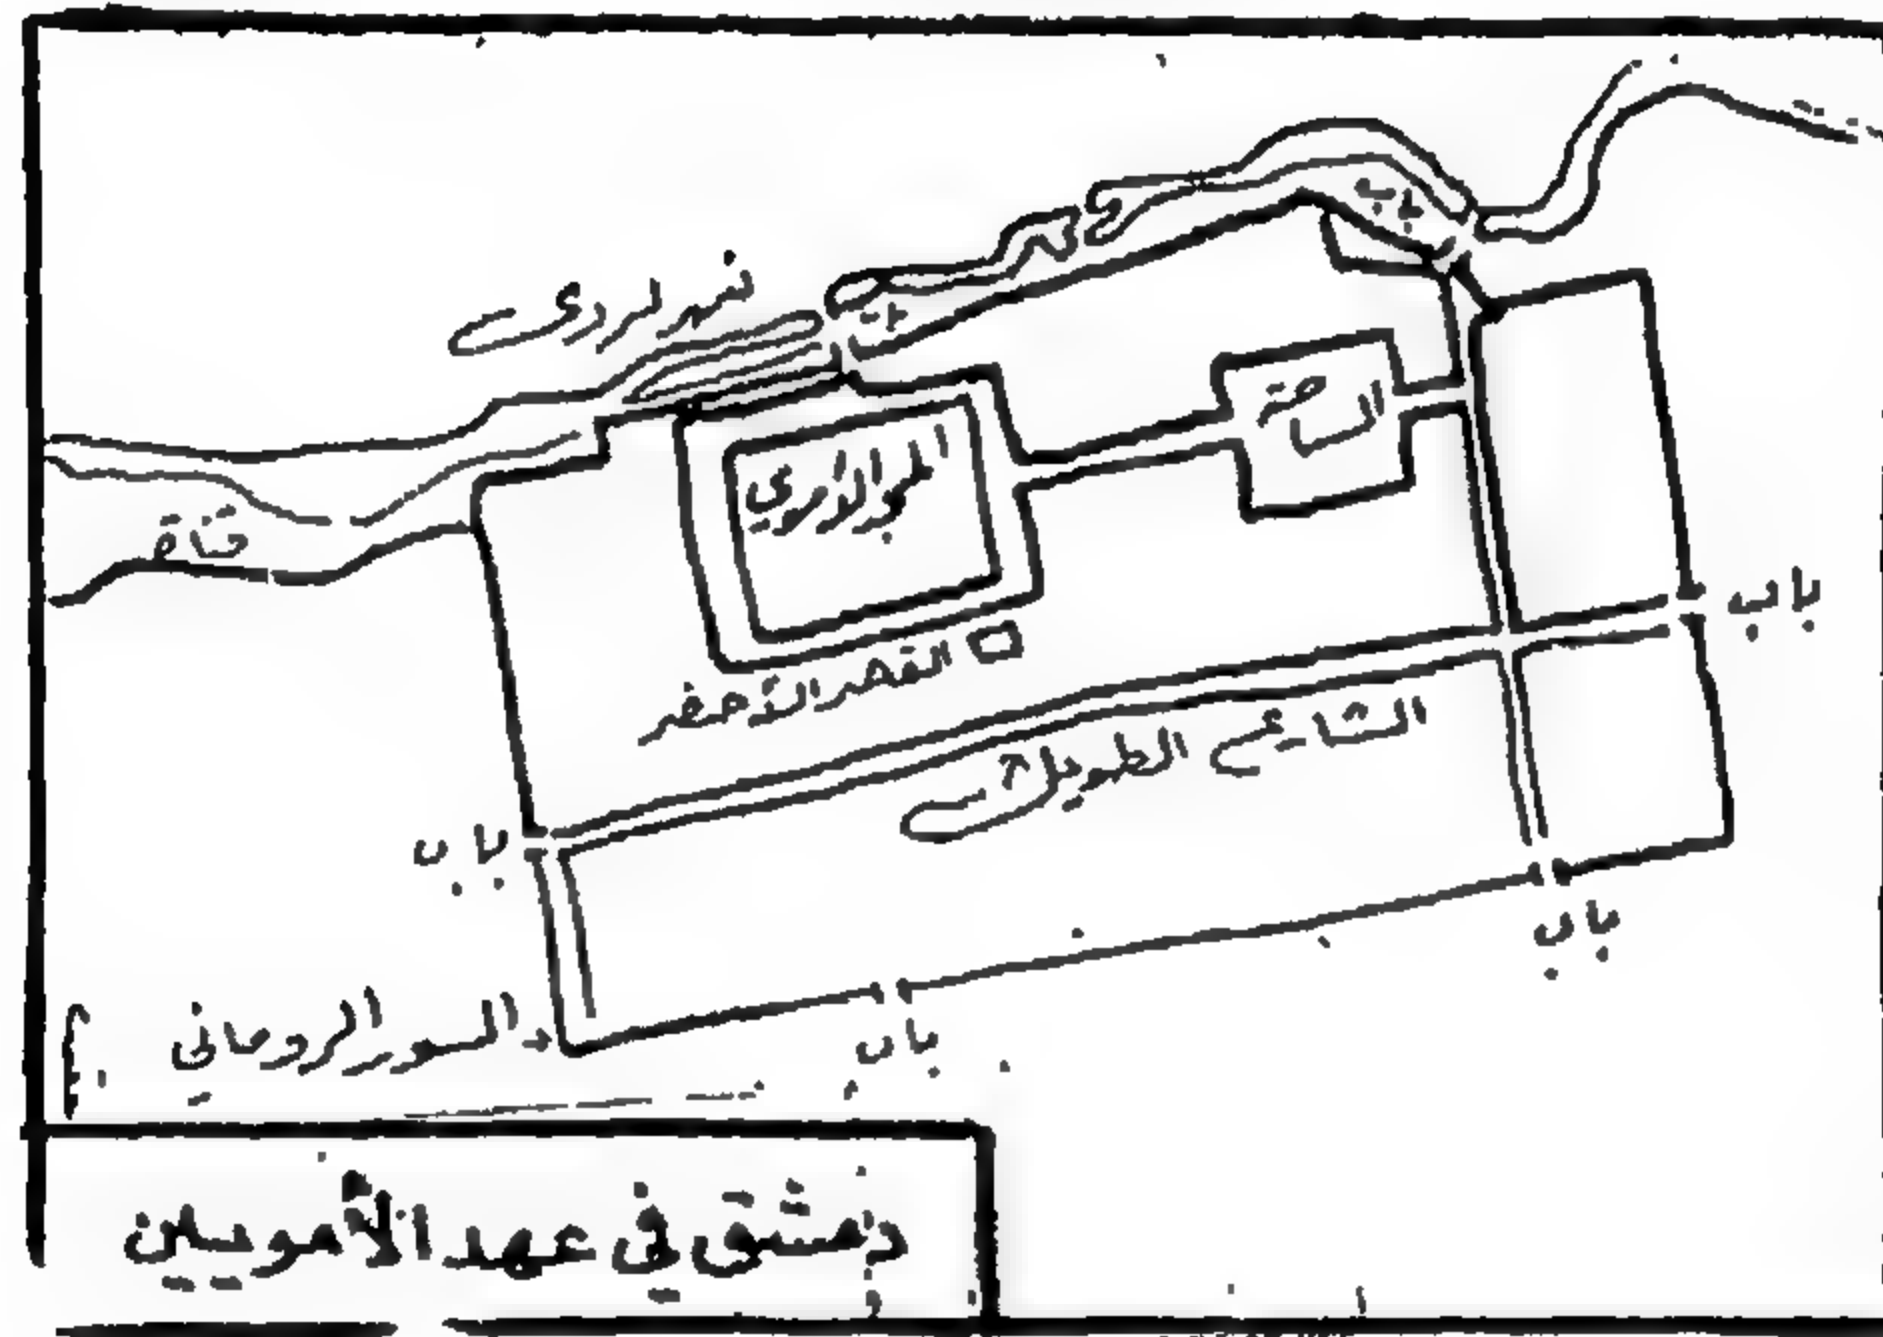 باب
نهر بردى
باب
الساحة
المسجد الأموي
قناة
باب
القصر الأخضر
الشارع الطويل
باب
باب
السور الروماني
باب
دمشق في عهد الأمويين